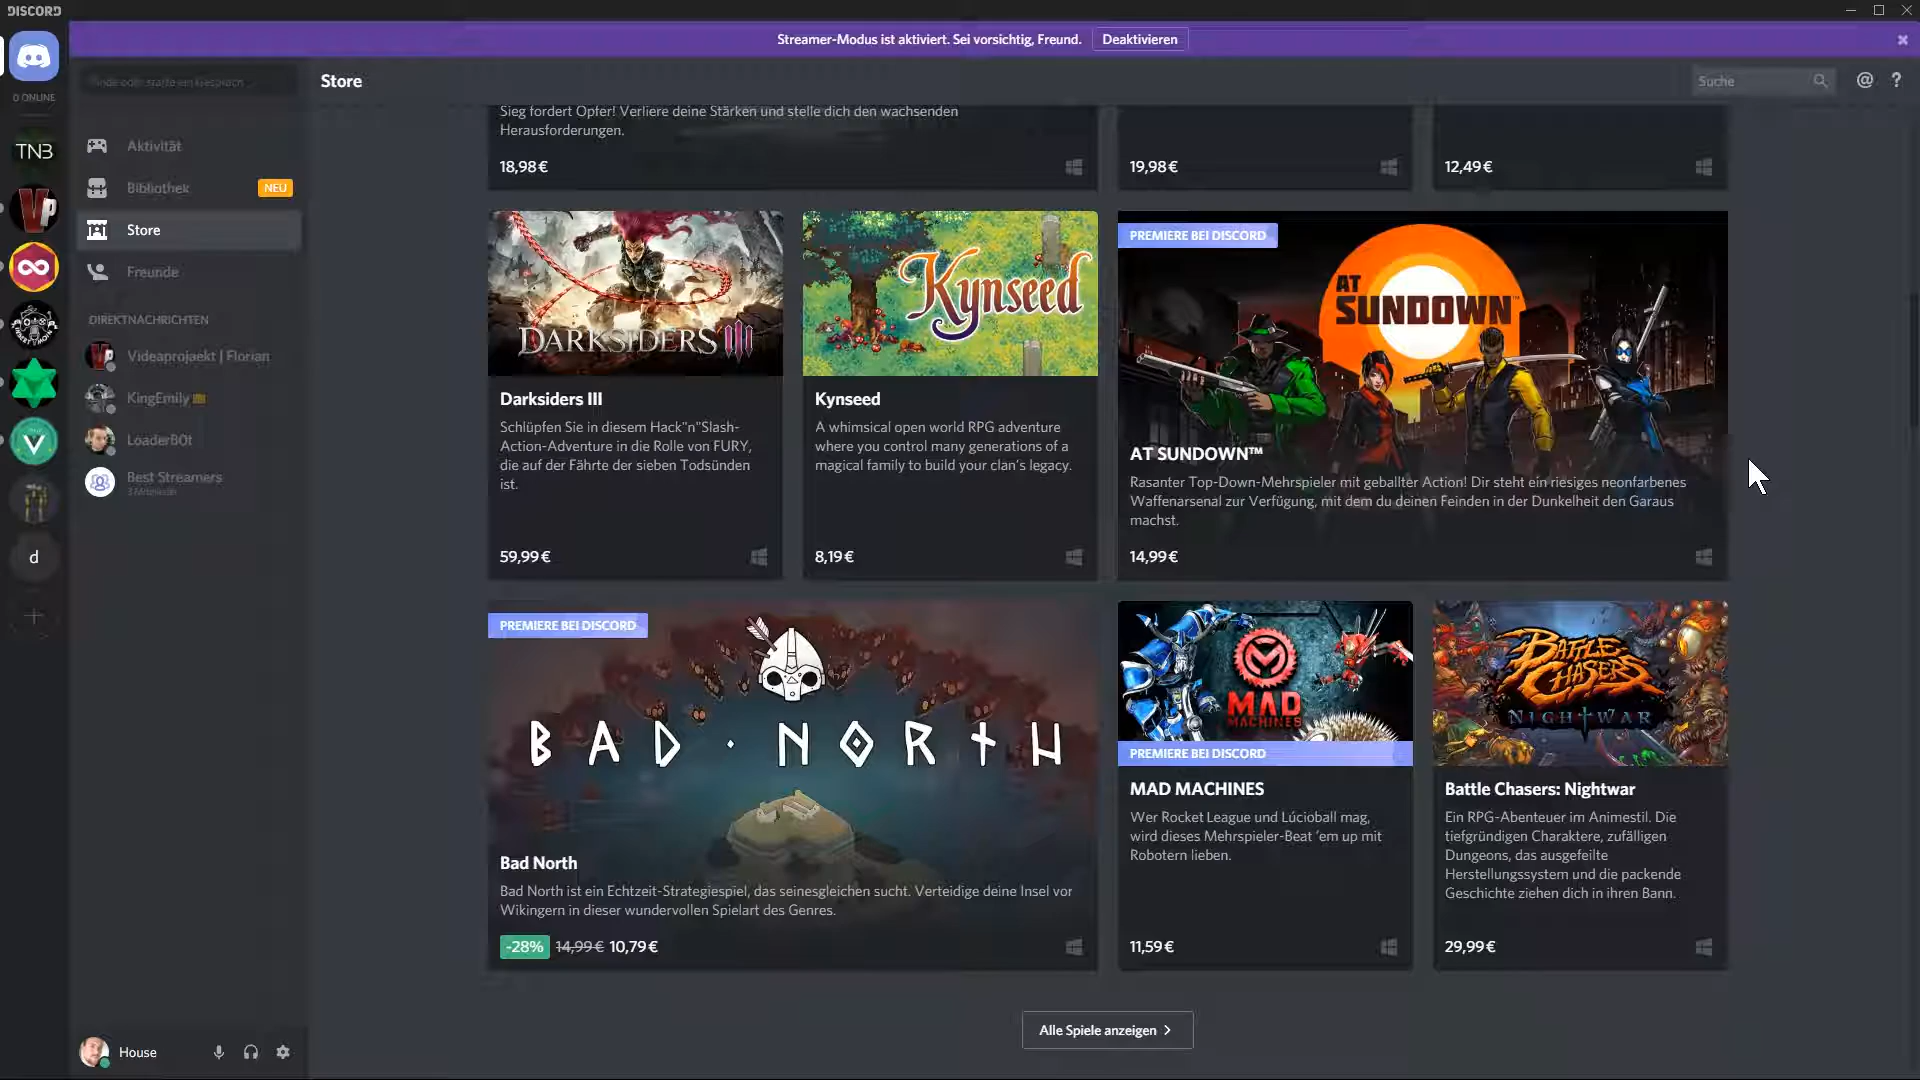 DISCORD
Streamer-Modus ist aktiviert. Sei vorsichtig, Freund.
Deaktivieren
0 ONLINE
Finde oder starte ein Gespräch
Store
Suche
TN3
Aktivität
Bibliothek
NEU
Store
Freunde
DIREKTNACHRICHTEN
Videaprojaekt | Florian
KingEmily
LoaderB0t
Best Streamers
3 Mitglieder
d
House
Sieg fordert Opfer! Verliere deine Stärken und stelle dich den wachsenden
Herausforderungen.
18,98€
19,98€
12,49€
DARKSIDERS III
Darksiders III
Schlüpfen Sie in diesem Hack"n"Slash-
Action-Adventure in die Rolle von FURY,
die auf der Fährte der sieben Todsünden
ist.
59,99€
Kynseed
Kynseed
A whimsical open world RPG adventure
where you control many generations of a
magical family to build your clan's legacy.
8,19€
PREMIERE BEI DISCORD
AT
SUNDOWN™
AT SUNDOWN™
Rasanter Top-Down-Mehrspieler mit geballter Action! Dir steht ein riesiges neonfarbenes
Waffenarsenal zur Verfügung, mit dem du deinen Feinden in der Dunkelheit den Garaus
machst.
14,99€
PREMIERE BEI DISCORD
BAD · NORTH
Bad North
Bad North ist ein Echtzeit-Strategiespiel, das seinesgleichen sucht. Verteidige deine Insel vor
Wikingern in dieser wundervollen Spielart des Genres.
-28% 14,99€ 10,79€
MAD
MACHINES
PREMIERE BEI DISCORD
MAD MACHINES
Wer Rocket League und Lúcioball mag,
wird dieses Mehrspieler-Beat 'em up mit
Robotern lieben.
11,59€
BATTLE
CHASERS
NIGHTWAR
Battle Chasers: Nightwar
Ein RPG-Abenteuer im Animestil. Die
tiefgründigen Charaktere, zufälligen
Dungeons, das ausgefeilte
Herstellungssystem und die packende
Geschichte ziehen dich in ihren Bann.
29,99€
Alle Spiele anzeigen